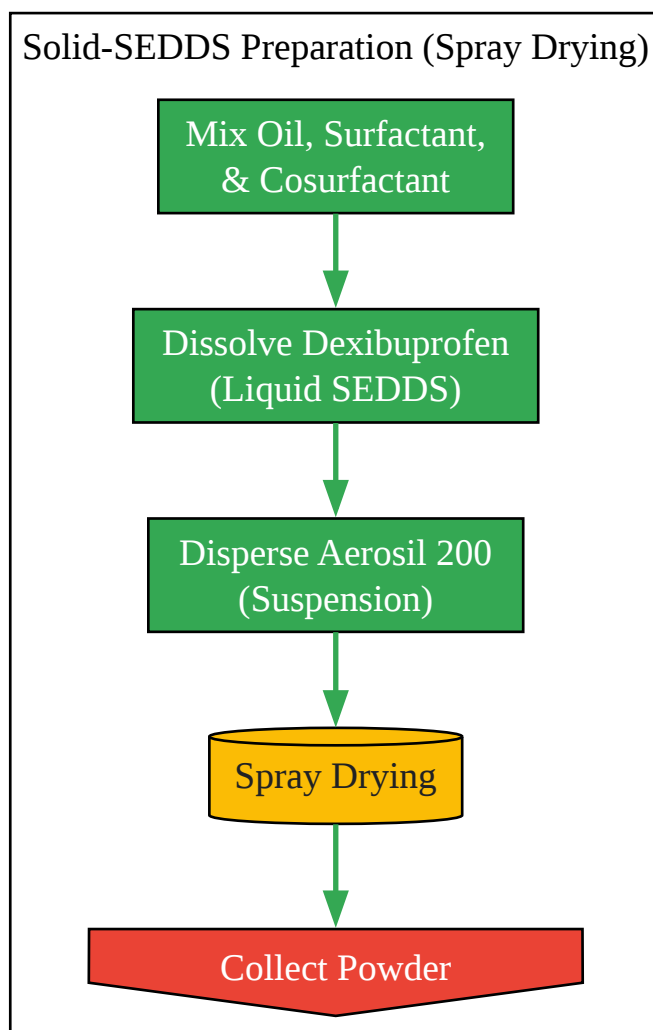 Solid-SEDDS Preparation (Spray Drying)
Mix Oil, Surfactant,
& Cosurfactant
Dissolve Dexibuprofen
(Liquid SEDDS)
Disperse Aerosil 200
(Suspension)
Spray Drying
Collect Powder